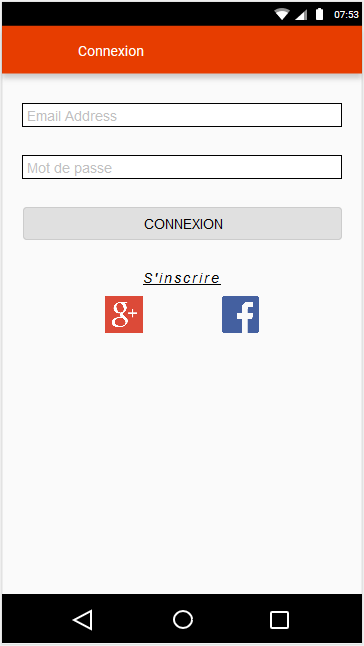 07:53
Connexion
Email Address
Mot de passe
CONNEXION
S'inscrire
g+ f